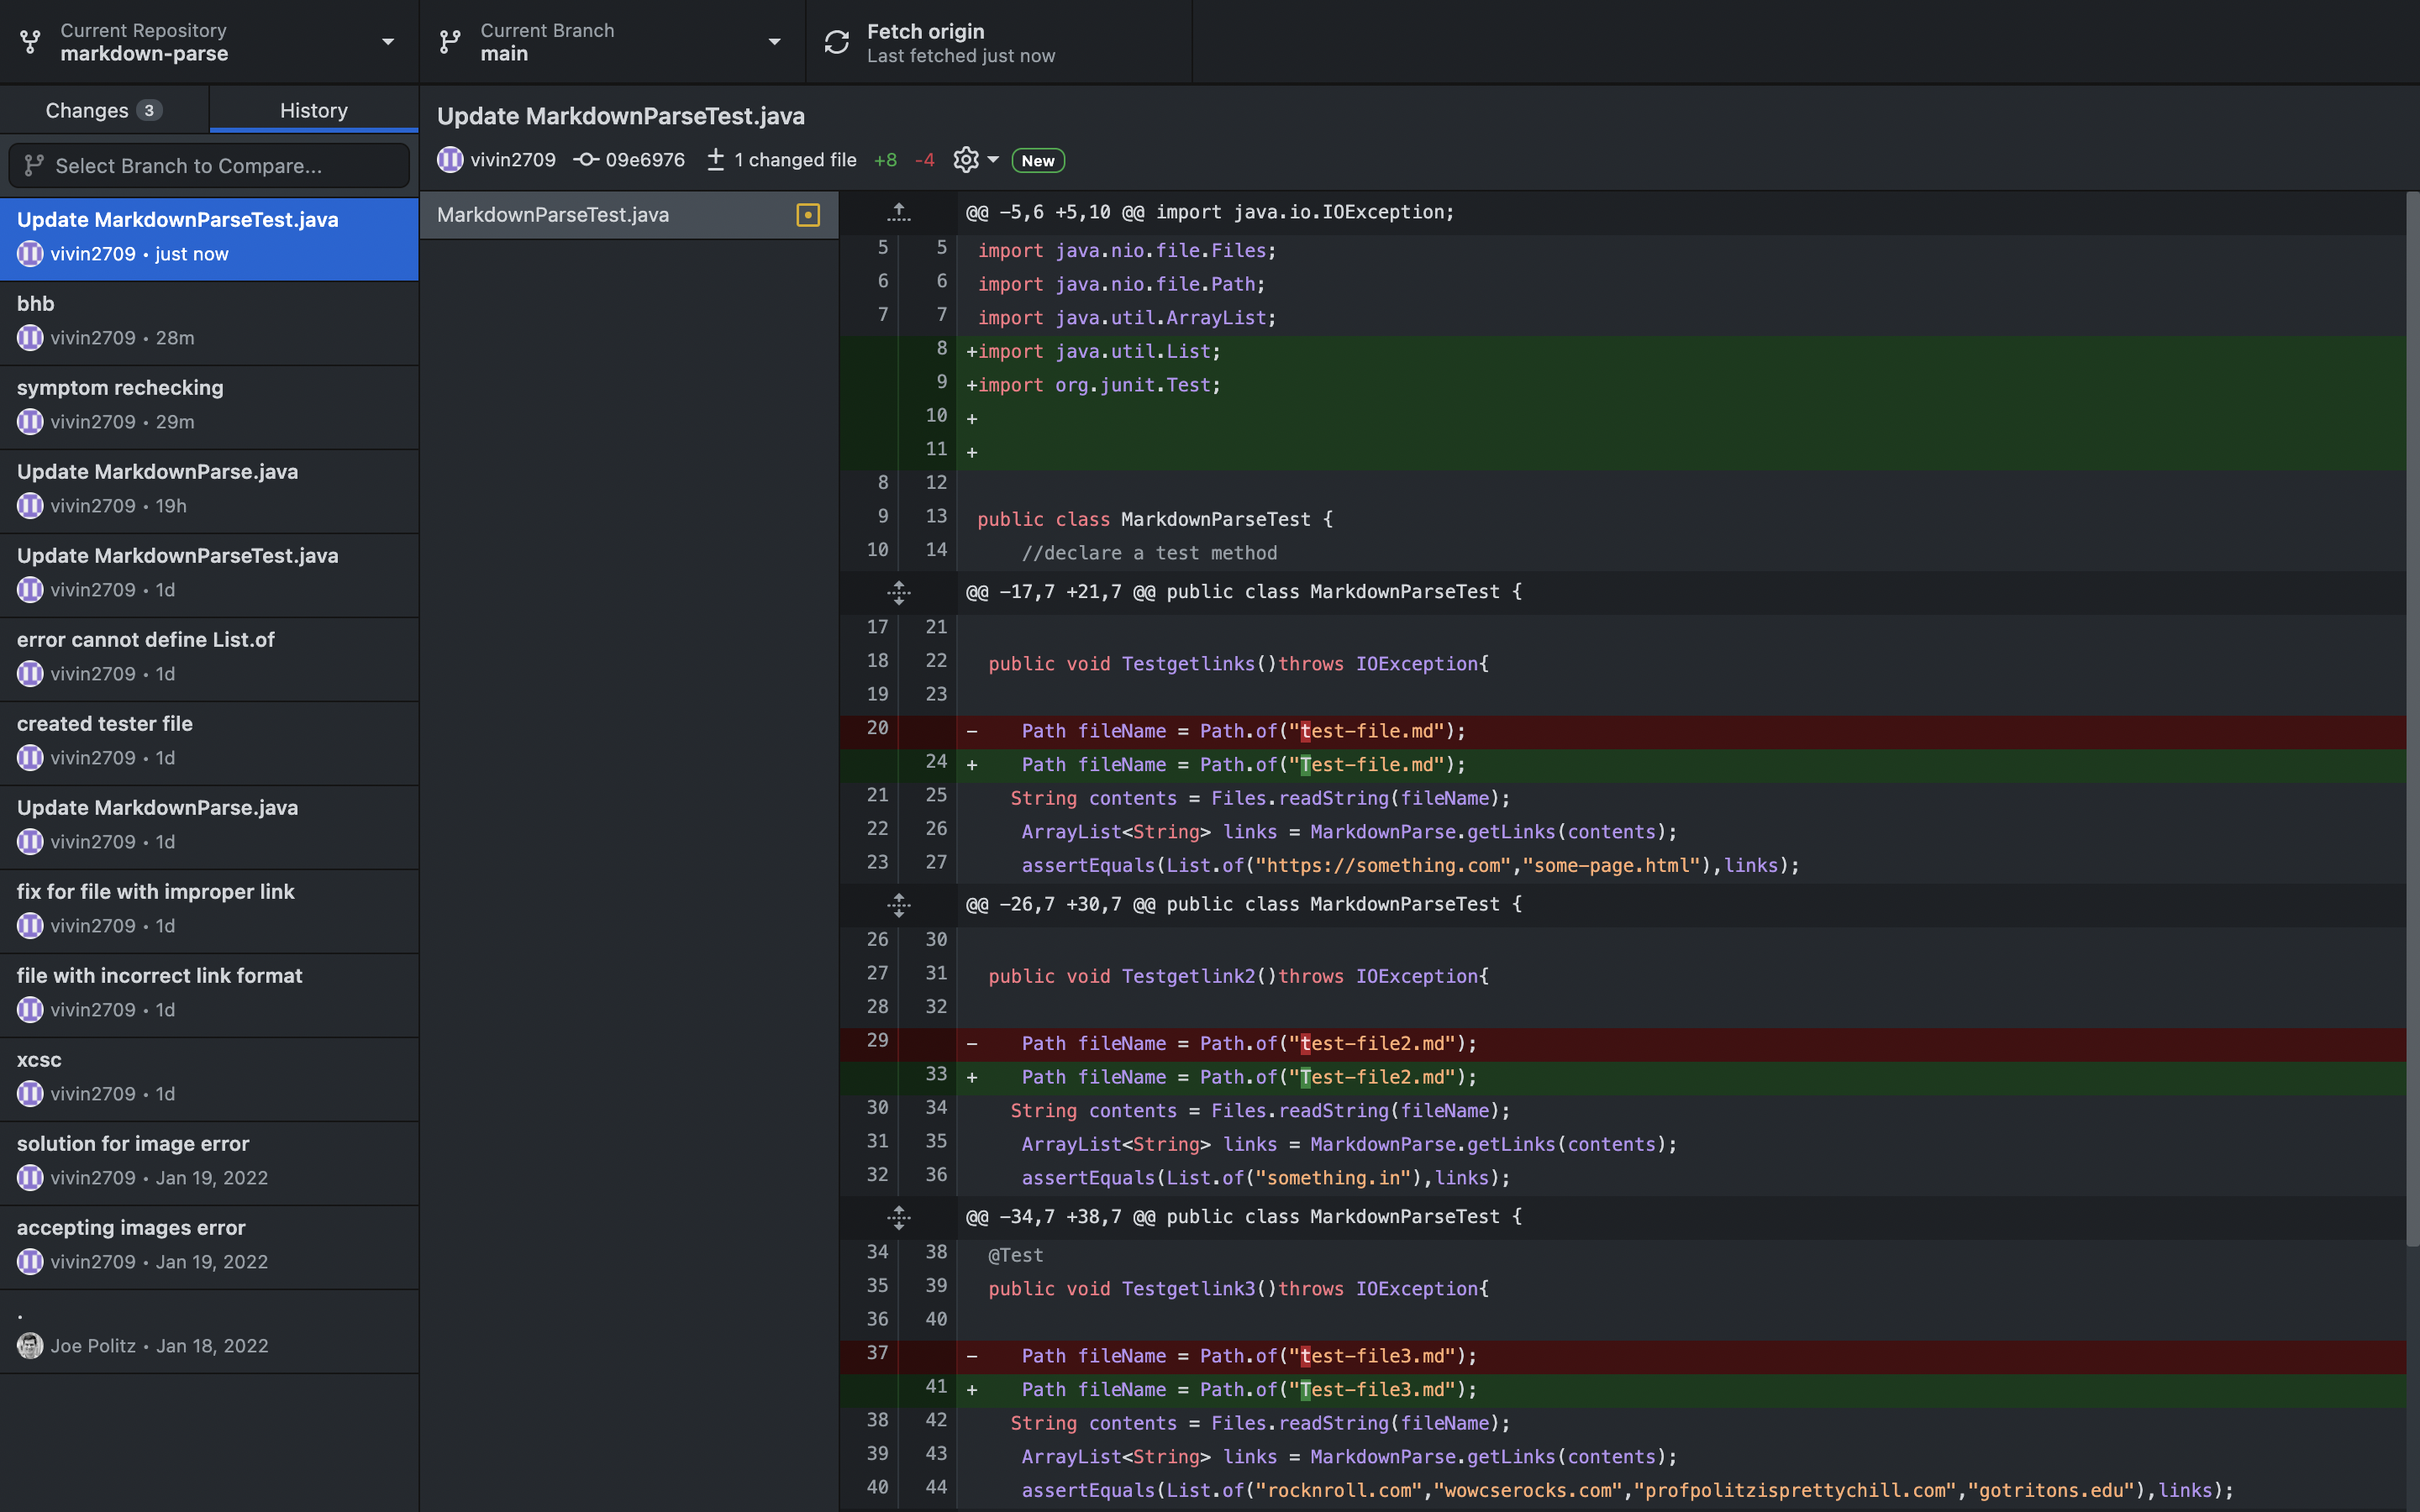 Current Repository
markdown-parse
Current Branch
main
Fetch origin
Last fetched just now
Changes 3
History
Select Branch to Compare...
Update MarkdownParseTest.java
vivin2709 • just now
bhb
vivin2709 • 28m
symptom rechecking
vivin2709 • 29m
Update MarkdownParse.java
vivin2709 • 19h
Update MarkdownParseTest.java
vivin2709 • 1d
error cannot define List.of
vivin2709 • 1d
created tester file
vivin2709 • 1d
Update MarkdownParse.java
vivin2709 • 1d
fix for file with improper link
vivin2709 • 1d
file with incorrect link format
vivin2709 • 1d
xcsc
vivin2709 • 1d
solution for image error
vivin2709 • Jan 19, 2022
accepting images error
vivin2709 • Jan 19, 2022
.
Joe Politz • Jan 18, 2022
Update MarkdownParseTest.java
vivin2709 09e6976 1 changed file +8 -4 New
MarkdownParseTest.java
@@ -5,6 +5,10 @@ import java.io.IOException;
5 5 import java.nio.file.Files;
6 6 import java.nio.file.Path;
7 7 import java.util.ArrayList;
8 +import java.util.List;
9 +import org.junit.Test;
10 +
11 +
8 12
9 13 public class MarkdownParseTest {
10 14 //declare a test method
@@ -17,7 +21,7 @@ public class MarkdownParseTest {
17 21
18 22 public void Testgetlinks()throws IOException{
19 23
20 - Path fileName = Path.of("test-file.md");
24 + Path fileName = Path.of("Test-file.md");
21 25 String contents = Files.readString(fileName);
22 26 ArrayList<String> links = MarkdownParse.getLinks(contents);
23 27 assertEquals(List.of("https://something.com","some-page.html"),links);
@@ -26,7 +30,7 @@ public class MarkdownParseTest {
26 30
27 31 public void Testgetlink2()throws IOException{
28 32
29 - Path fileName = Path.of("test-file2.md");
33 + Path fileName = Path.of("Test-file2.md");
30 34 String contents = Files.readString(fileName);
31 35 ArrayList<String> links = MarkdownParse.getLinks(contents);
32 36 assertEquals(List.of("something.in"),links);
@@ -34,7 +38,7 @@ public class MarkdownParseTest {
34 38 @Test
35 39 public void Testgetlink3()throws IOException{
36 40
37 - Path fileName = Path.of("test-file3.md");
41 + Path fileName = Path.of("Test-file3.md");
38 42 String contents = Files.readString(fileName);
39 43 ArrayList<String> links = MarkdownParse.getLinks(contents);
40 44 assertEquals(List.of("rocknroll.com","wowcserocks.com","profpolitzisprettychill.com","gotritons.edu"),links);